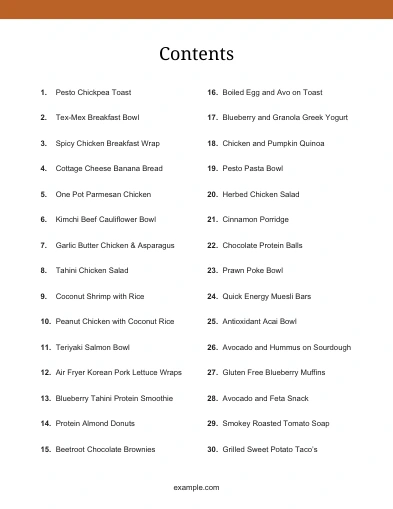 Contents
1. Pesto Chickpea Toast
2. Tex-Mex Breakfast Bowl
3. Spicy Chicken Breakfast Wrap
4. Cottage Cheese Banana Bread
5. One Pot Parmesan Chicken
6. Kimchi Beef Cauliflower Bowl
7. Garlic Butter Chicken & Asparagus
8. Tahini Chicken Salad
9. Coconut Shrimp with Rice
10. Peanut Chicken with Coconut Rice
11. Teriyaki Salmon Bowl
12. Air Fryer Korean Pork Lettuce Wraps
13. Blueberry Tahini Protein Smoothie
14. Protein Almond Donuts
15. Beetroot Chocolate Brownies
16. Boiled Egg and Avo on Toast
17. Blueberry and Granola Greek Yogurt
18. Chicken and Pumpkin Quinoa
19. Pesto Pasta Bowl
20. Herbed Chicken Salad
21. Cinnamon Porridge
22. Chocolate Protein Balls
23. Prawn Poke Bowl
24. Quick Energy Muesli Bars
25. Antioxidant Acai Bowl
26. Avocado and Hummus on Sourdough
27. Gluten Free Blueberry Muffins
28. Avocado and Feta Snack
29. Smokey Roasted Tomato Soap
30. Grilled Sweet Potato Taco's
example.com